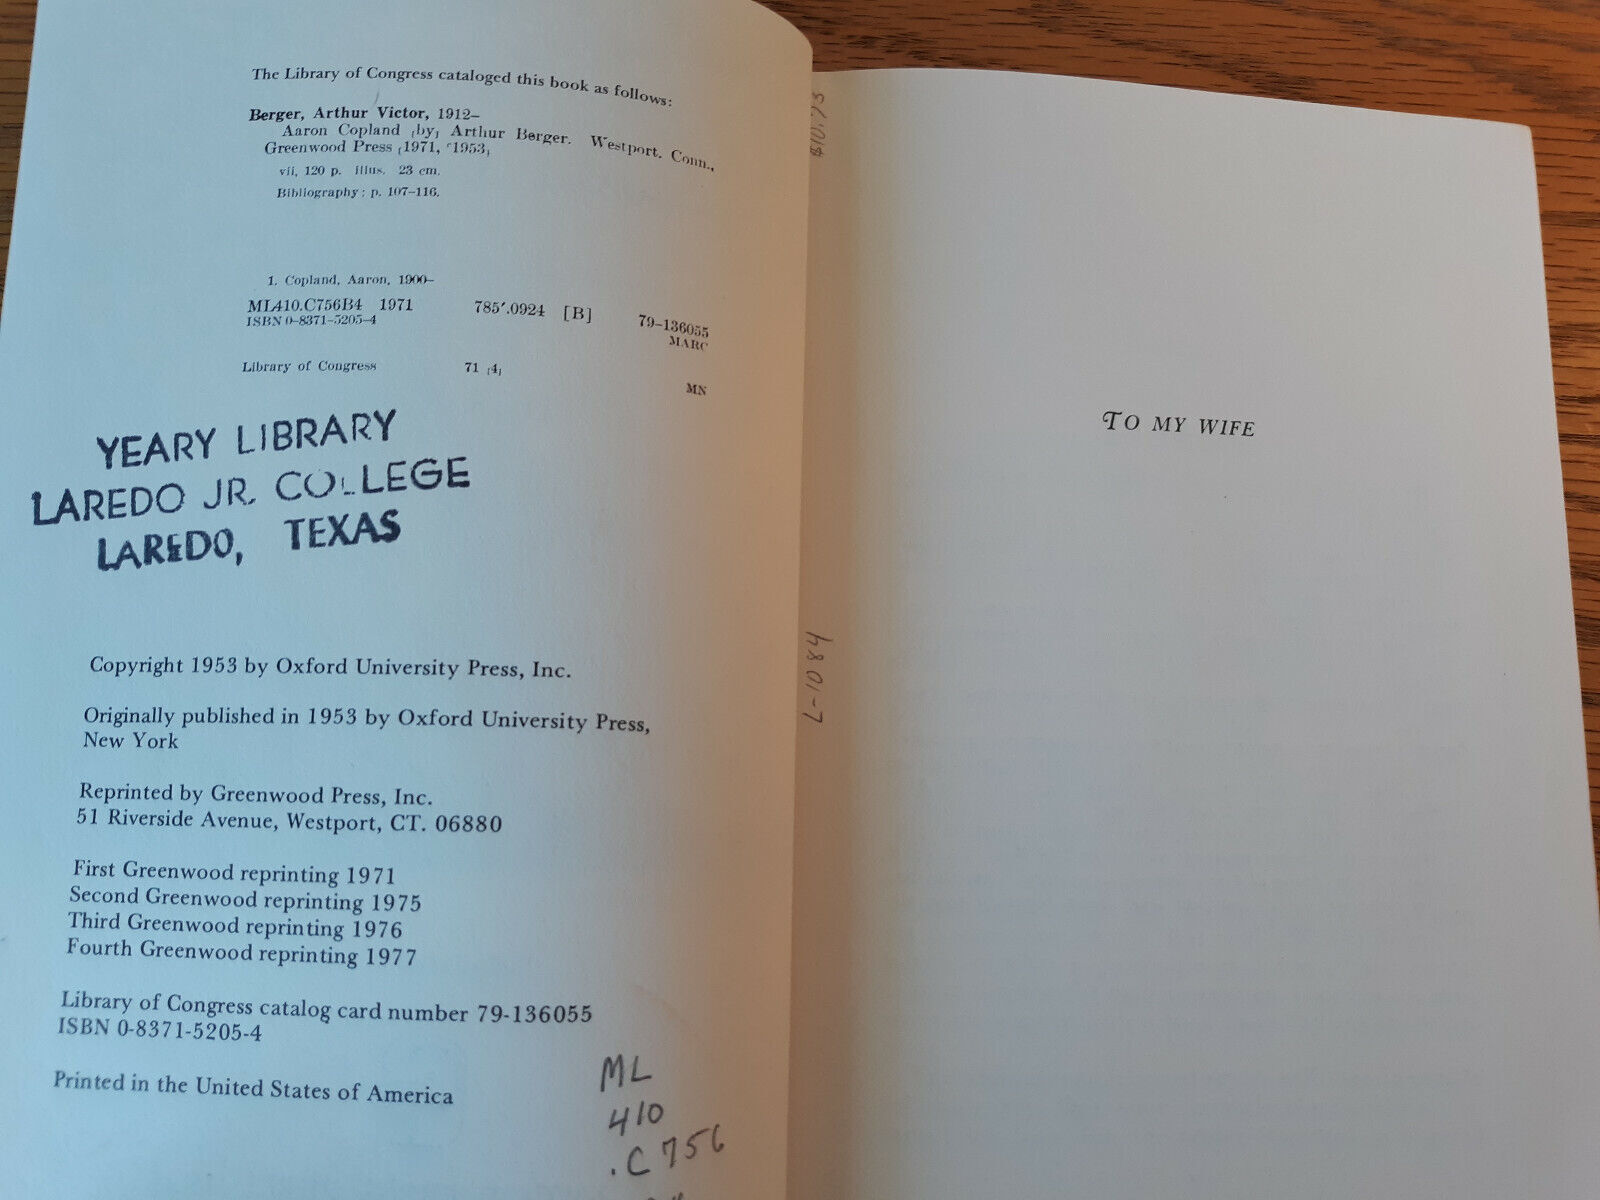 The Library of Congress cataloged this book as follows:
Berger, Arthur Victor, 1912–
Aaron Copland [by] Arthur Berger. Westport, Conn.,
Greenwood Press [1971, ᶜ1953]
vii, 120 p. illus. 23 cm.
Bibliography: p. 107–116.
1. Copland, Aaron, 1900–
ML410.C756B4 1971 785′.0924 [B] 79–136055
ISBN 0–8371–5205–4 MARC
Library of Congress 71 [4]
MN
YEARY LIBRARY
LAREDO JR. COLLEGE
LAREDO, TEXAS
Copyright 1953 by Oxford University Press, Inc.
Originally published in 1953 by Oxford University Press,
New York
Reprinted by Greenwood Press, Inc.
51 Riverside Avenue, Westport, CT. 06880
First Greenwood reprinting 1971
Second Greenwood reprinting 1975
Third Greenwood reprinting 1976
Fourth Greenwood reprinting 1977
Library of Congress catalog card number 79-136055
ISBN 0-8371-5205-4
Printed in the United States of America
ML
410
.C756
$10.73
7-1084
TO MY WIFE